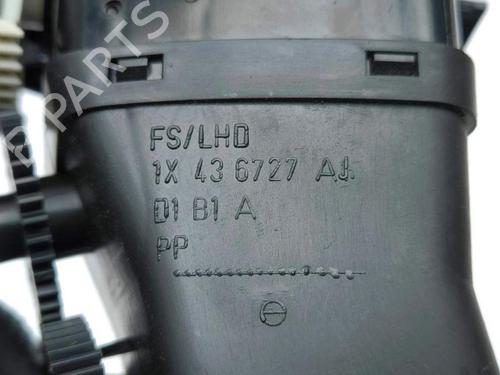 B-PARTS
FS/LHD
1X 43 6727 AJ
D1 B1 A
PP